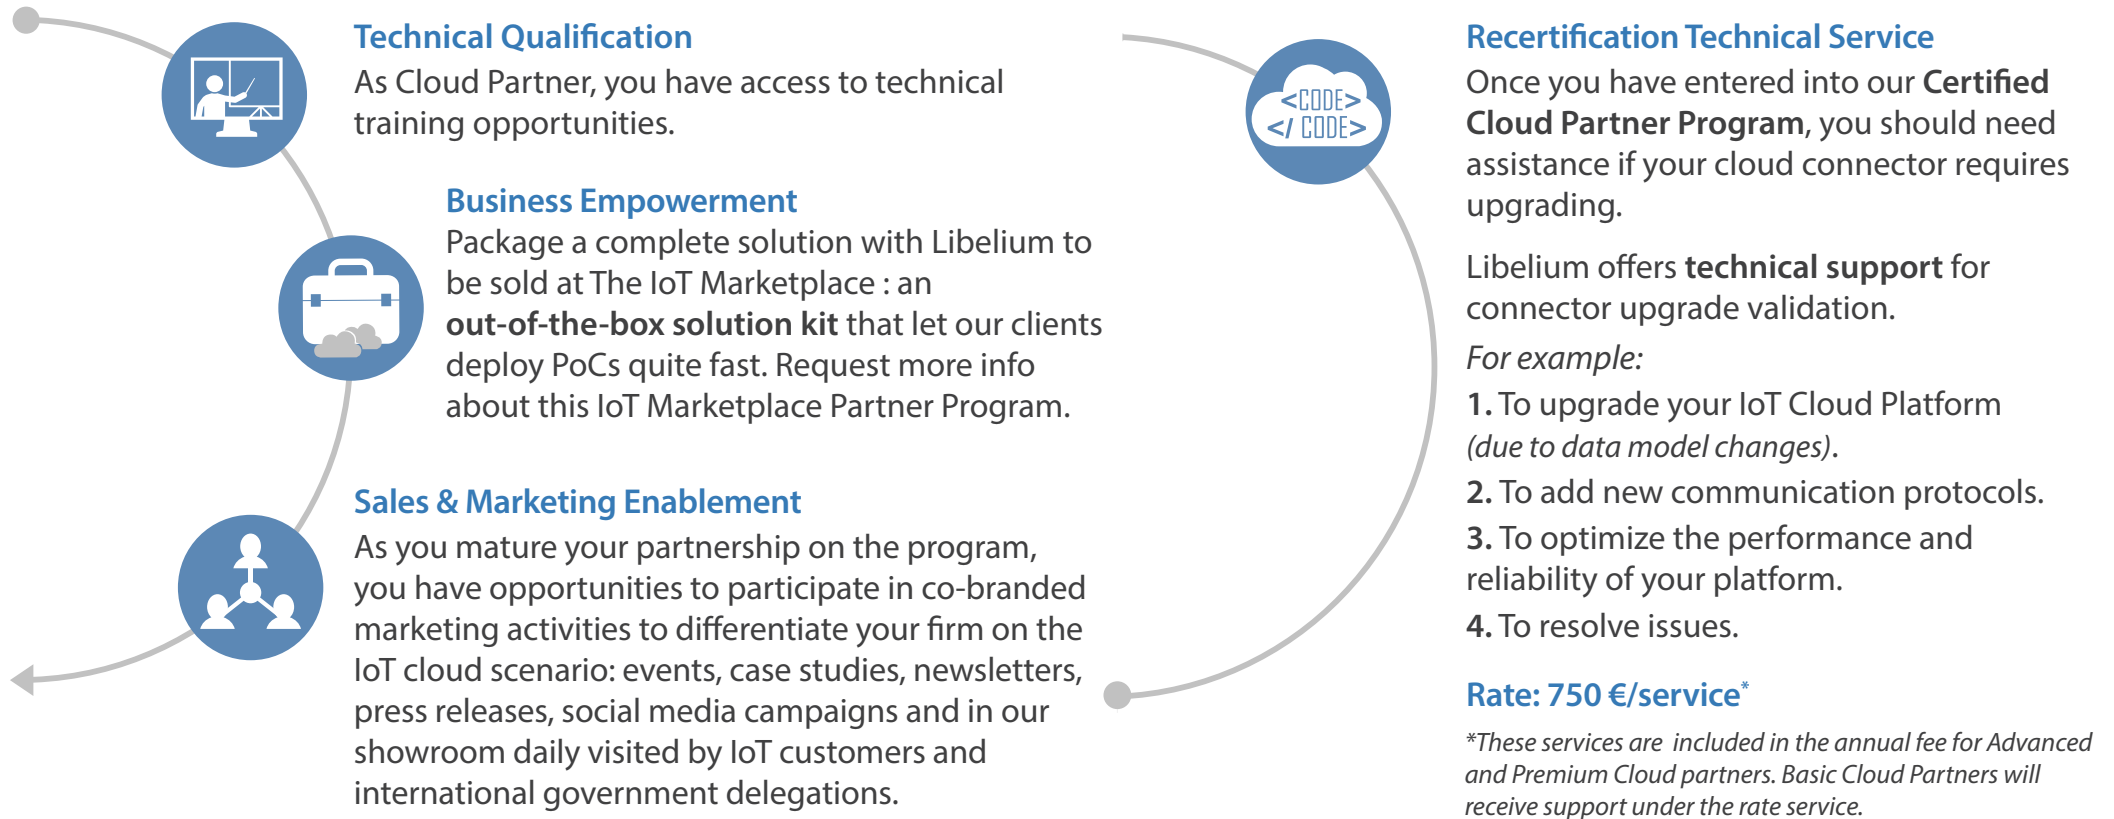 Technical Qualification
As Cloud Partner, you have access to technical
training opportunities.
Business Empowerment
Package a complete solution with Libelium to
be sold at The IoT Marketplace : an
out-of-the-box solution kit that let our clients
deploy PoCs quite fast. Request more info
about this IoT Marketplace Partner Program.
Sales & Marketing Enablement
As you mature your partnership on the program,
you have opportunities to participate in co-branded
marketing activities to differentiate your firm on the
IoT cloud scenario: events, case studies, newsletters,
press releases, social media campaigns and in our
showroom daily visited by IoT customers and
international government delegations.
<CODE>
</ CODE>
Recertification Technical Service
Once you have entered into our Certified
Cloud Partner Program, you should need
assistance if your cloud connector requires
upgrading.
Libelium offers technical support for
connector upgrade validation.
For example:
1. To upgrade your IoT Cloud Platform
(due to data model changes).
2. To add new communication protocols.
3. To optimize the performance and
reliability of your platform.
4. To resolve issues.
Rate: 750 €/service*
*These services are included in the annual fee for Advanced
and Premium Cloud partners. Basic Cloud Partners will
receive support under the rate service.